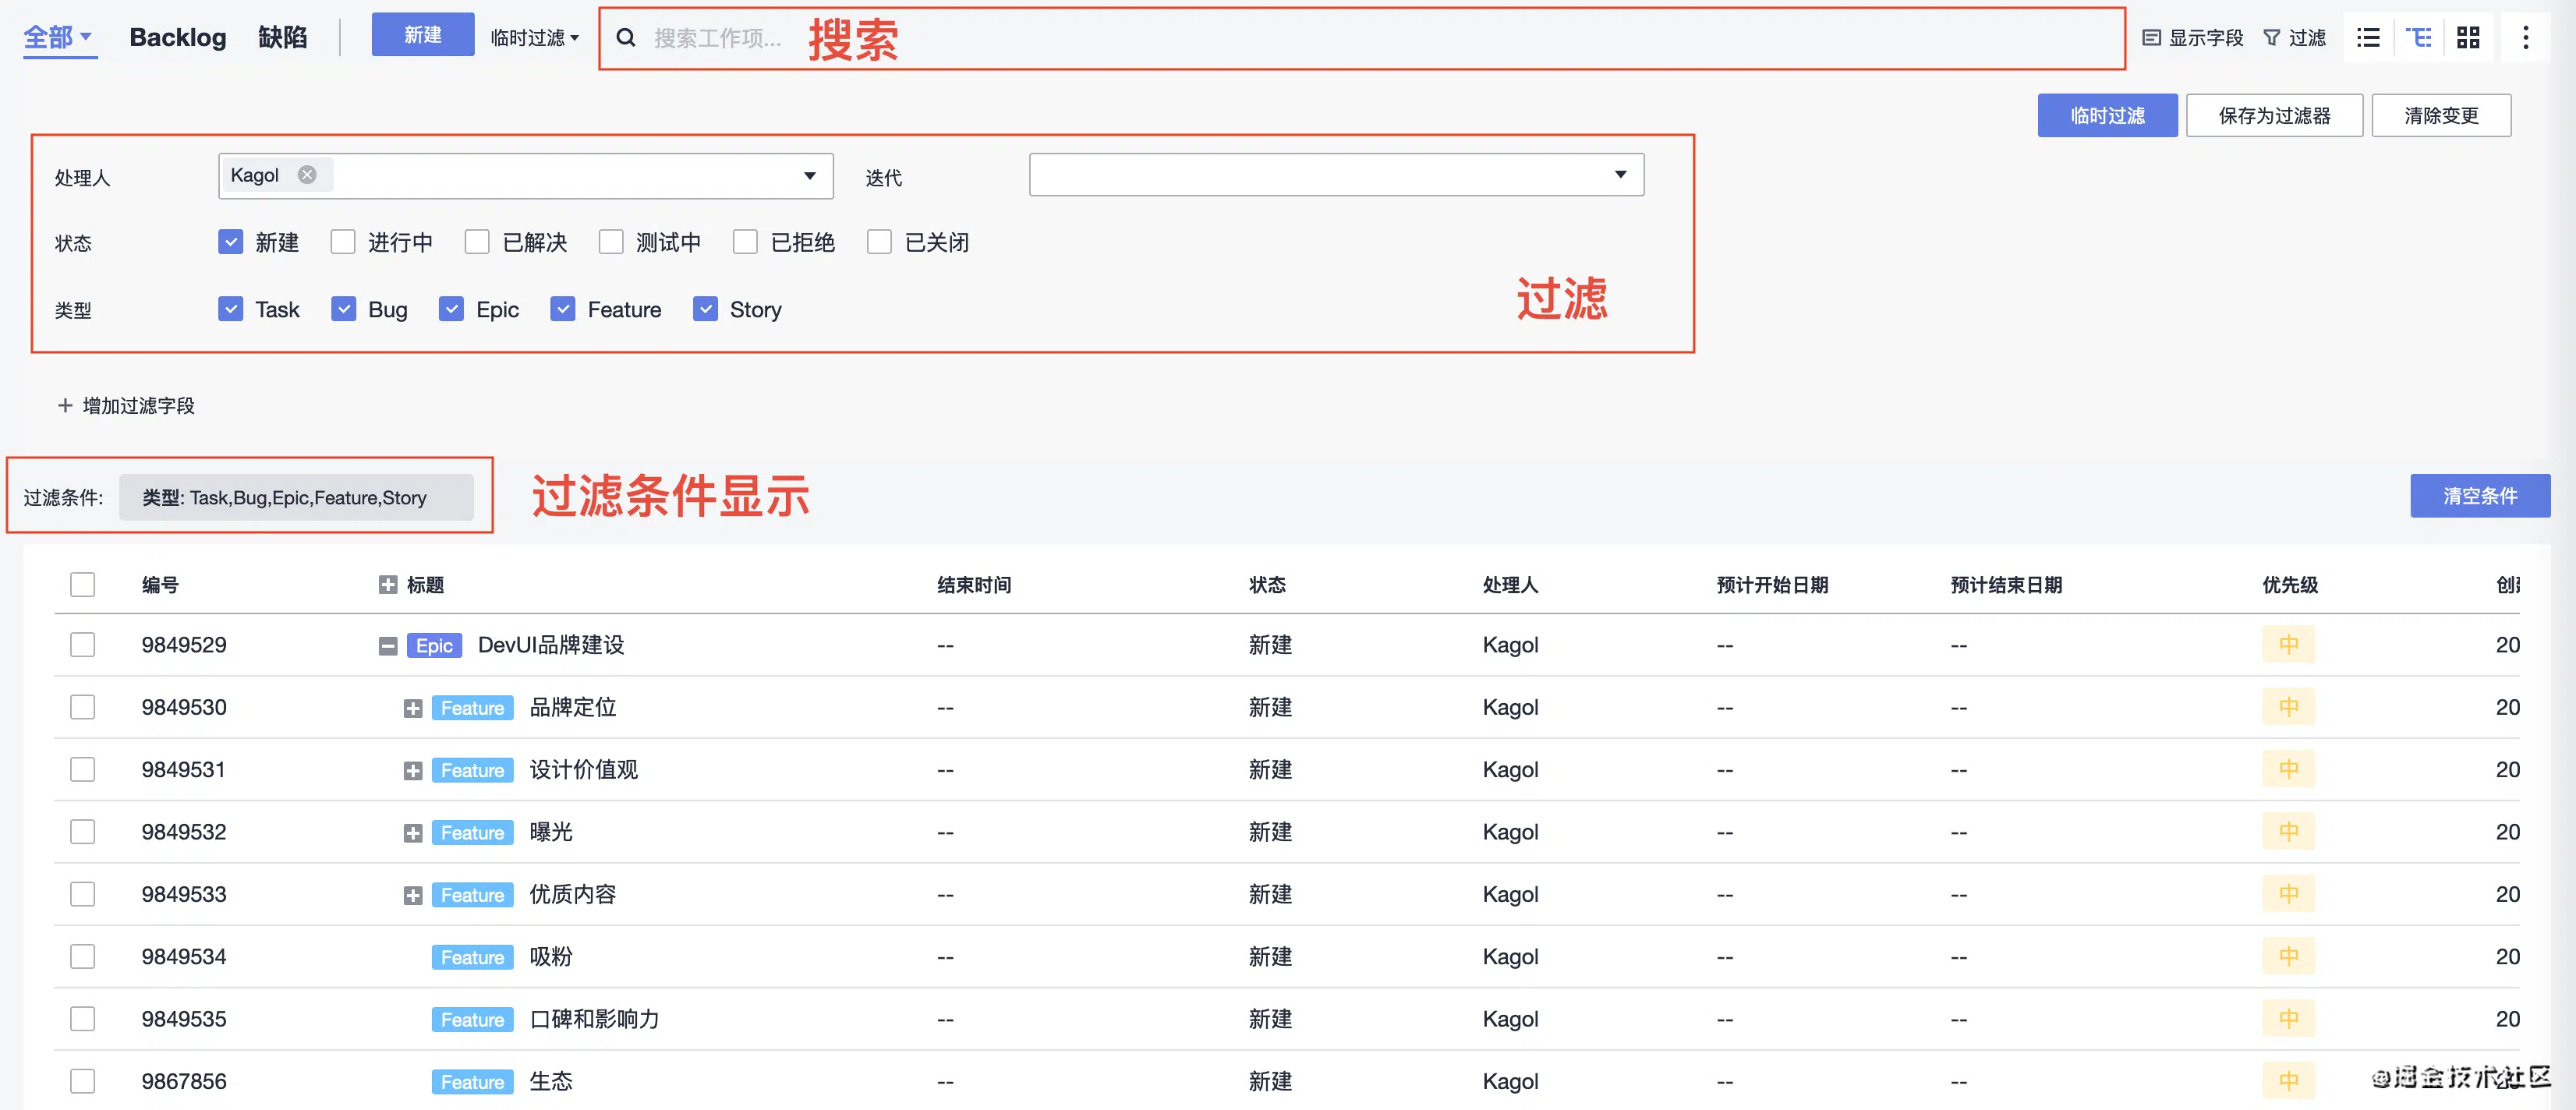 全部 Backlog 缺陷 新建 临时过滤 搜索工作项... 搜索 显示字段 过滤
临时过滤 保存为过滤器 清除变更
处理人 Kagol 迭代
状态 新建 进行中 已解决 测试中 已拒绝 已关闭
过滤
类型 Task Bug Epic Feature Story
增加过滤字段
过滤条件: 类型: Task,Bug,Epic,Feature,Story 过滤条件显示 清空条件
编号 标题 结束时间 状态 处理人 预计开始日期 预计结束日期 优先级 创
9849529 Epic DevUI品牌建设 -- 新建 Kagol -- -- 中 20
9849530 Feature 品牌定位 -- 新建 Kagol -- -- 中 20
9849531 Feature 设计价值观 -- 新建 Kagol -- -- 中 20
9849532 Feature 曝光 -- 新建 Kagol -- -- 中 20
9849533 Feature 优质内容 -- 新建 Kagol -- -- 中 20
9849534 Feature 吸粉 -- 新建 Kagol -- -- 中 20
9849535 Feature 口碑和影响力 -- 新建 Kagol -- -- 中 20
9867856 Feature 生态 -- 新建 Kagol -- -- 中
@掘金技术社区